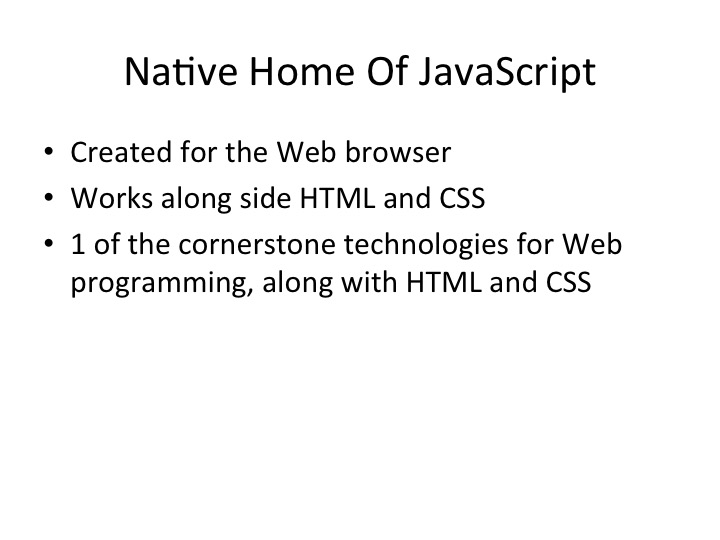 Native Home Of JavaScript
• Created for the Web browser
• Works along side HTML and CSS
• 1 of the cornerstone technologies for Web
programming, along with HTML and CSS